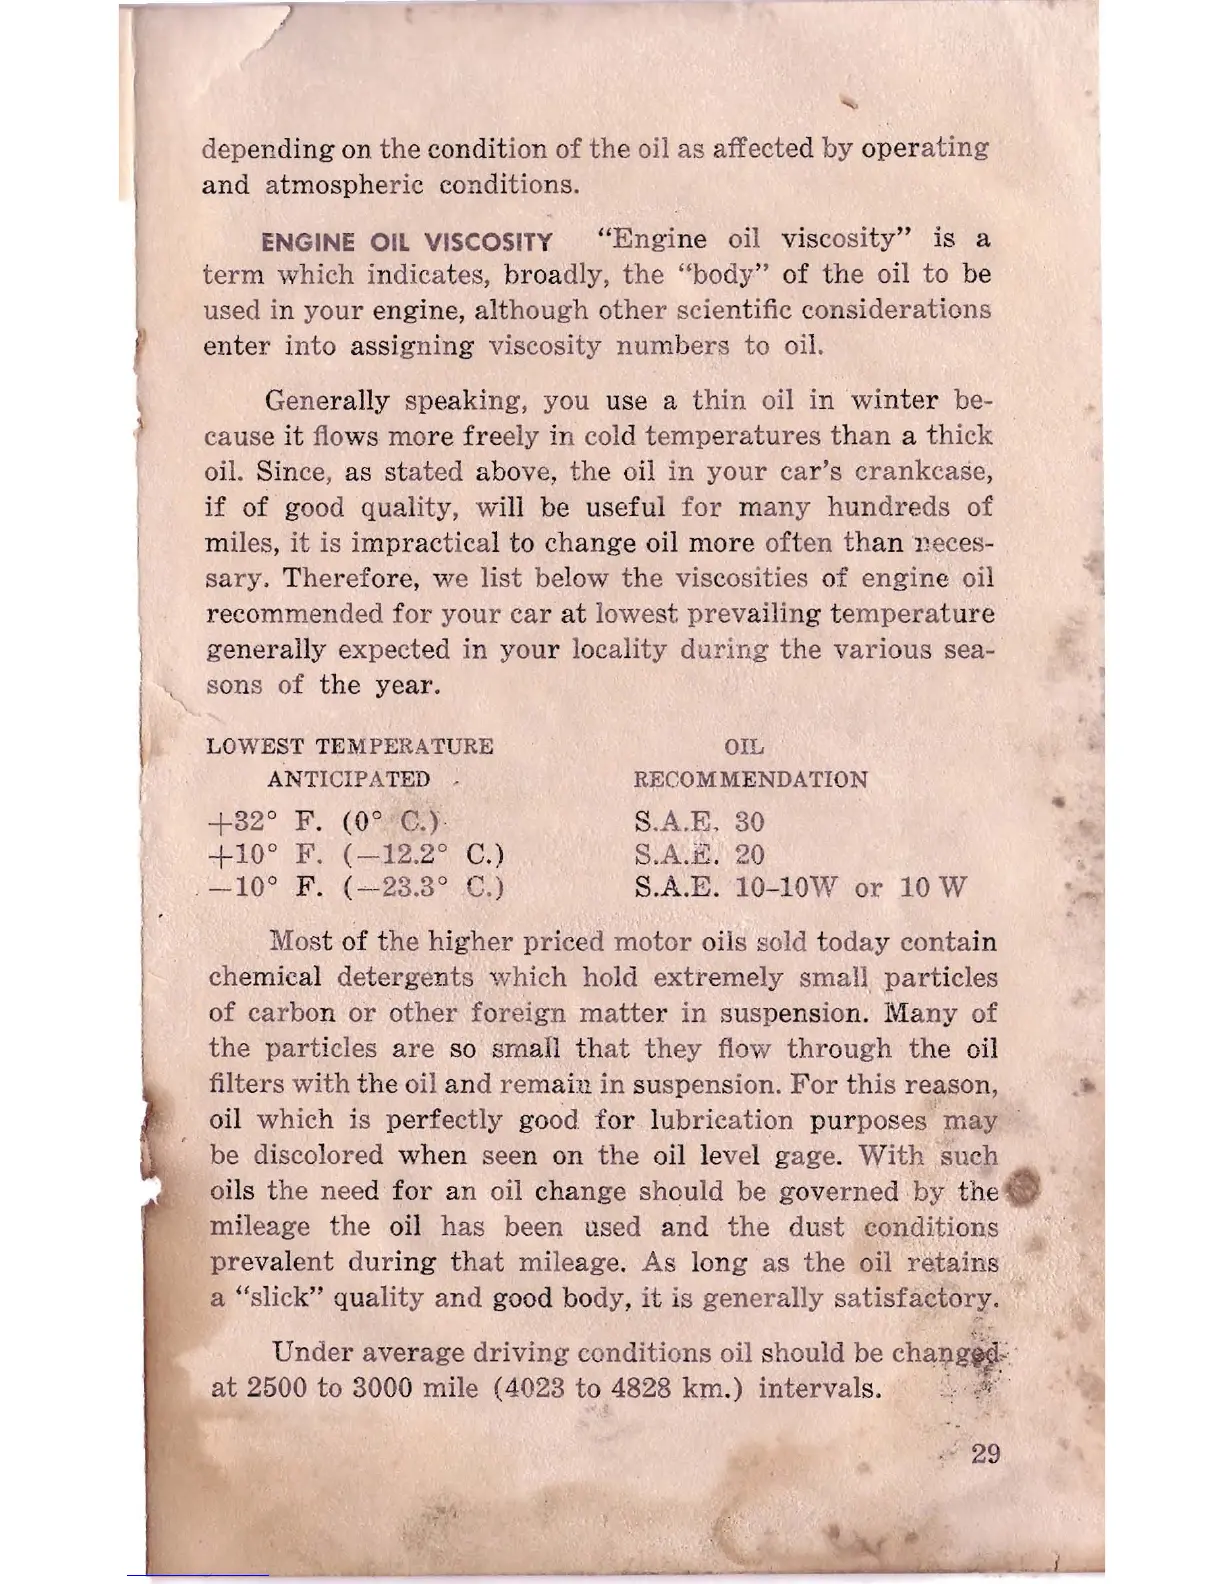 depending on the condition of the oil as affected by operating
and atmospheric conditions.
ENGINE OIL VISCOSITY “Engine oil viscosity” is a
term which indicates, broadly, the “body” of the oil to be
used in your engine, although other scientific considerations
enter into assigning viscosity numbers to oil.
Generally speaking, you use a thin oil in winter be-
cause it flows more freely in cold temperatures than a thick
oil. Since, as stated above, the oil in your car’s crankcase,
if of good quality, will be useful for many hundreds of
miles, it is impractical to change oil more often than neces-
sary. Therefore, we list below the viscosities of engine oil
recommended for your car at lowest prevailing temperature
generally expected in your locality during the various sea-
sons of the year.
LOWEST TEMPERATURE OIL
ANTICIPATED RECOMMENDATION
+32° F. (0° C.) S.A.E. 30
+10° F. (—12.2° C.) S.A.E. 20
—10° F. (—23.3° C.) S.A.E. 10-10W or 10 W
Most of the higher priced motor oils sold today contain
chemical detergents which hold extremely small particles
of carbon or other foreign matter in suspension. Many of
the particles are so small that they flow through the oil
filters with the oil and remain in suspension. For this reason,
oil which is perfectly good for lubrication purposes may
be discolored when seen on the oil level gage. With such
oils the need for an oil change should be governed by the
mileage the oil has been used and the dust conditions
prevalent during that mileage. As long as the oil retains
a “slick” quality and good body, it is generally satisfactory.
Under average driving conditions oil should be changed
at 2500 to 3000 mile (4023 to 4828 km.) intervals.
29